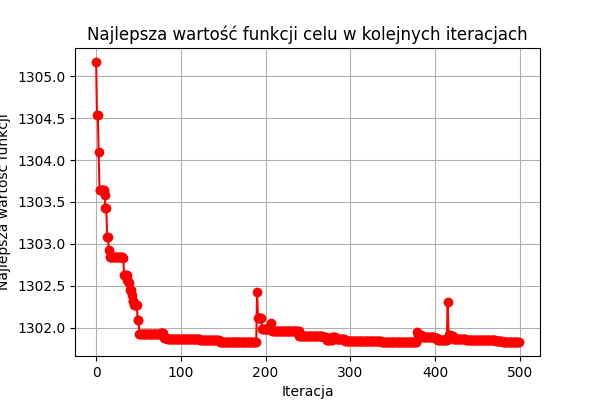 Najlepsza wartość funkcji celu w kolejnych iteracjach
Najlepsza wartość funkcji
1305.0
1304.5
1304.0
1303.5
1303.0
1302.5
1302.0
0 100 200 300 400 500
Iteracja